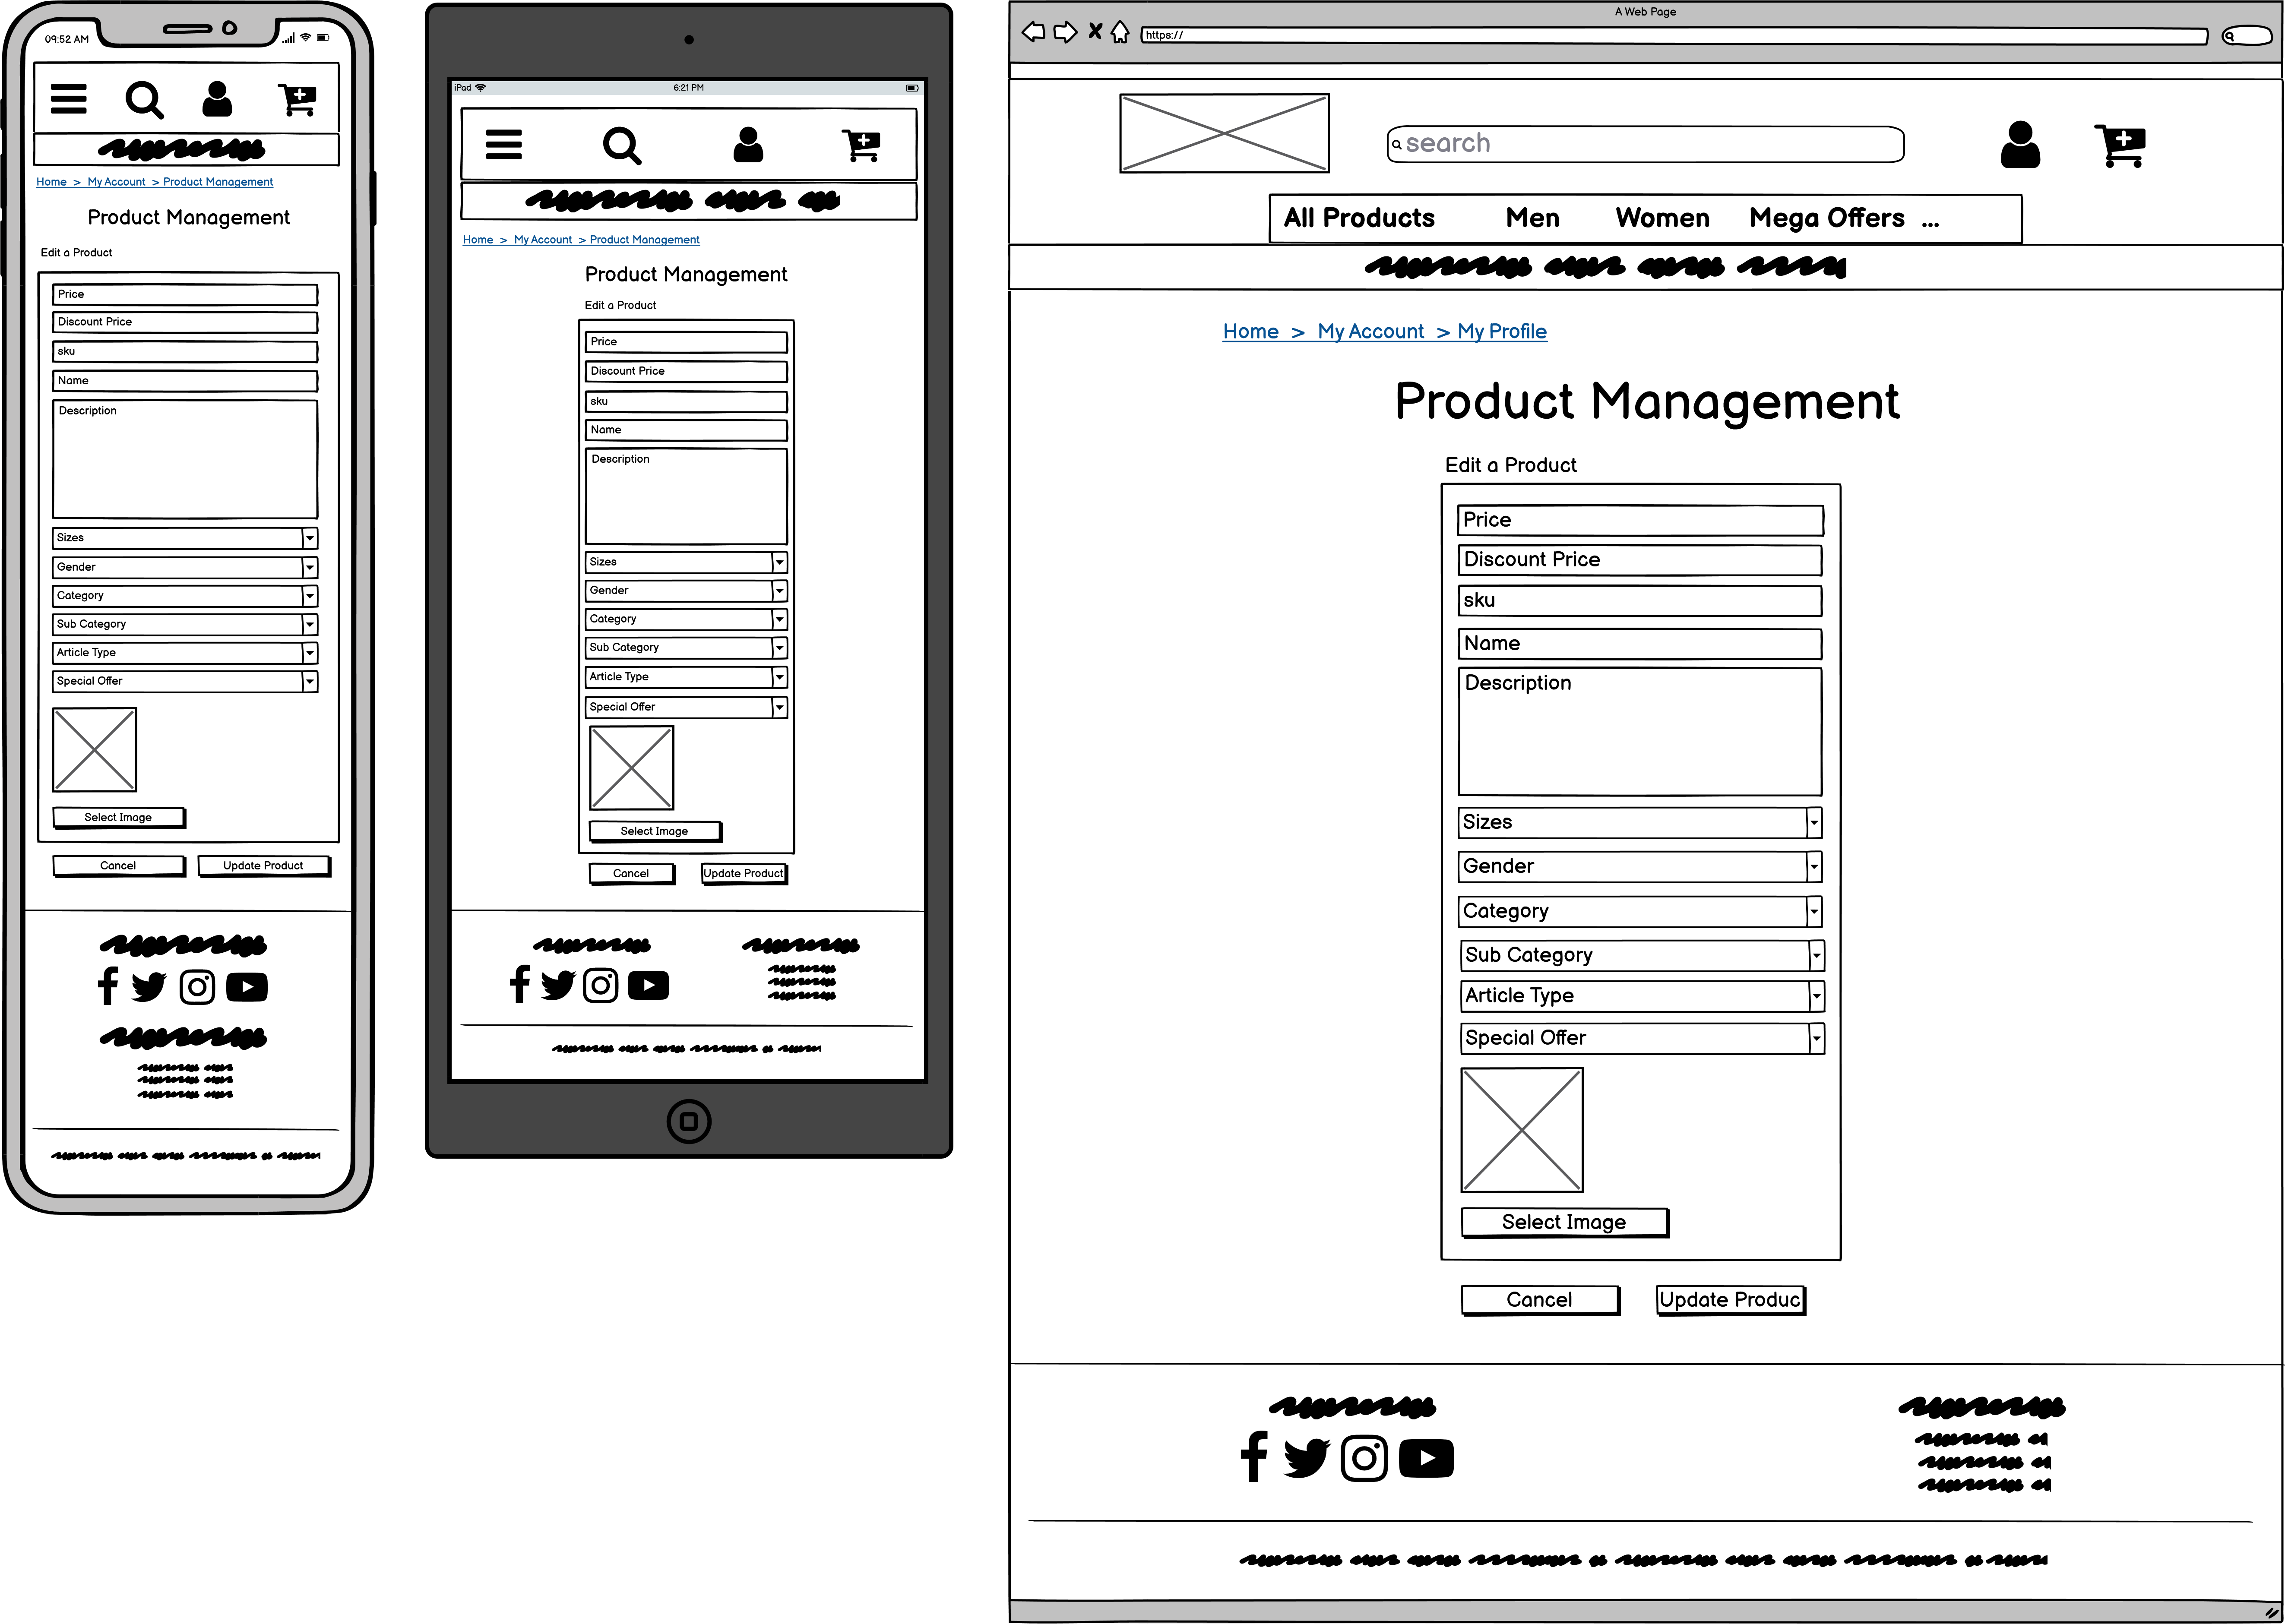 09:52 AM
Home > My Account > Product Management
Product Management
Edit a Product
Price
Discount Price
sku
Name
Description
Sizes
Gender
Category
Sub Category
Article Type
Special Offer
Select Image
Cancel Update Product
iPad 6:21 PM
Home > My Account > Product Management
Product Management
Edit a Product
Price
Discount Price
sku
Name
Description
Sizes
Gender
Category
Sub Category
Article Type
Special Offer
Select Image
Cancel Update Product
A Web Page
https://
search
All Products Men Women Mega Offers ...
Home > My Account > My Profile
Product Management
Edit a Product
Price
Discount Price
sku
Name
Description
Sizes
Gender
Category
Sub Category
Article Type
Special Offer
Select Image
Cancel Update Produc